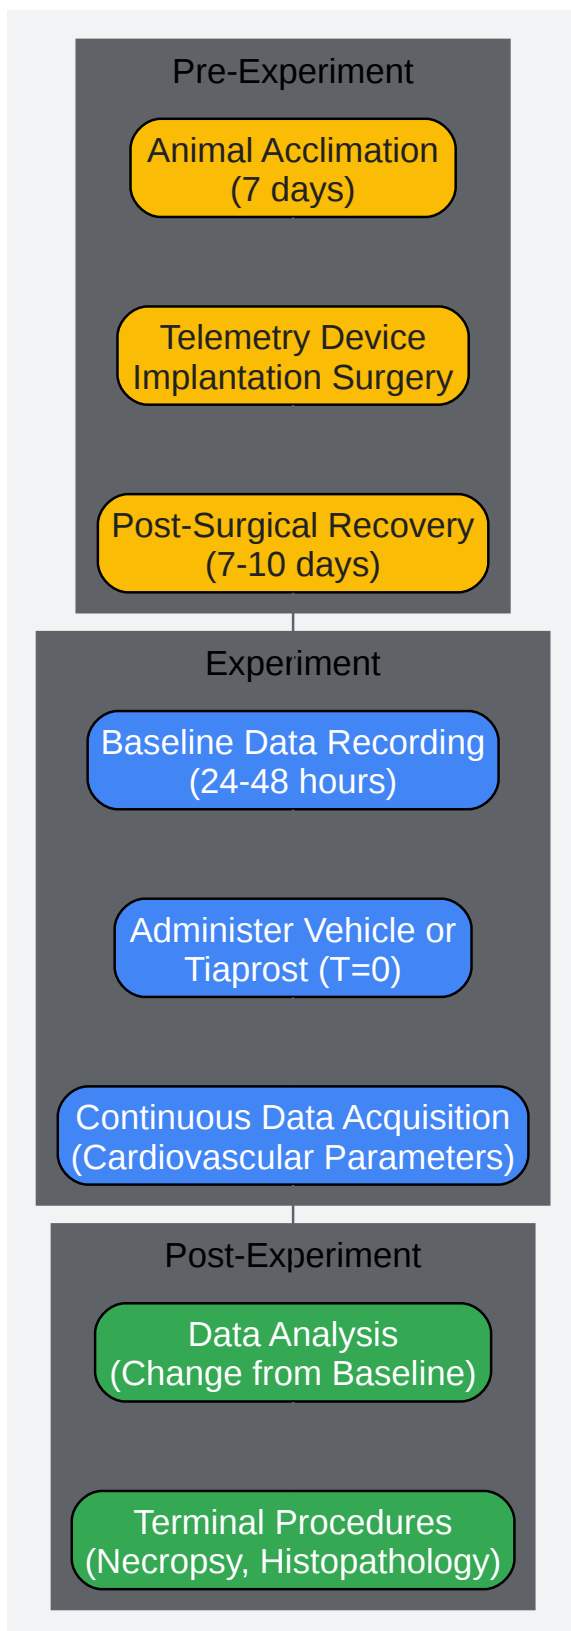 Pre-Experiment
Animal Acclimation
(7 days)
Telemetry Device
Implantation Surgery
Post-Surgical Recovery
(7-10 days)
Experiment
Baseline Data Recording
(24-48 hours)
Administer Vehicle or
Tiaprost (T=0)
Continuous Data Acquisition
(Cardiovascular Parameters)
Post-Experiment
Data Analysis
(Change from Baseline)
Terminal Procedures
(Necropsy, Histopathology)